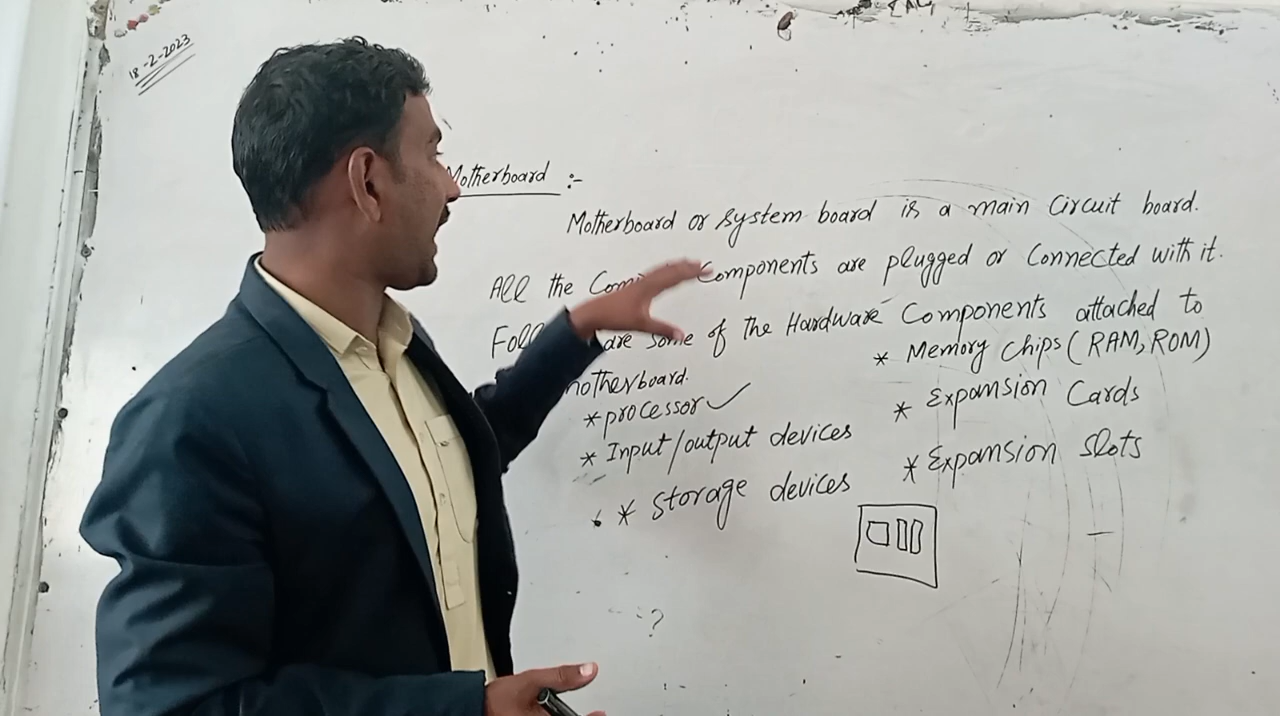 18-2-2023
Motherboard :-
Motherboard or system board is a main Circuit board.
All the Components are plugged or Connected with it.
are some of the Hardware Components attached to
motherboard.
* processor ✓
* Input/output devices
* Storage devices
* Memory chips (RAM, ROM)
* Expansion Cards
* Expansion slots
?